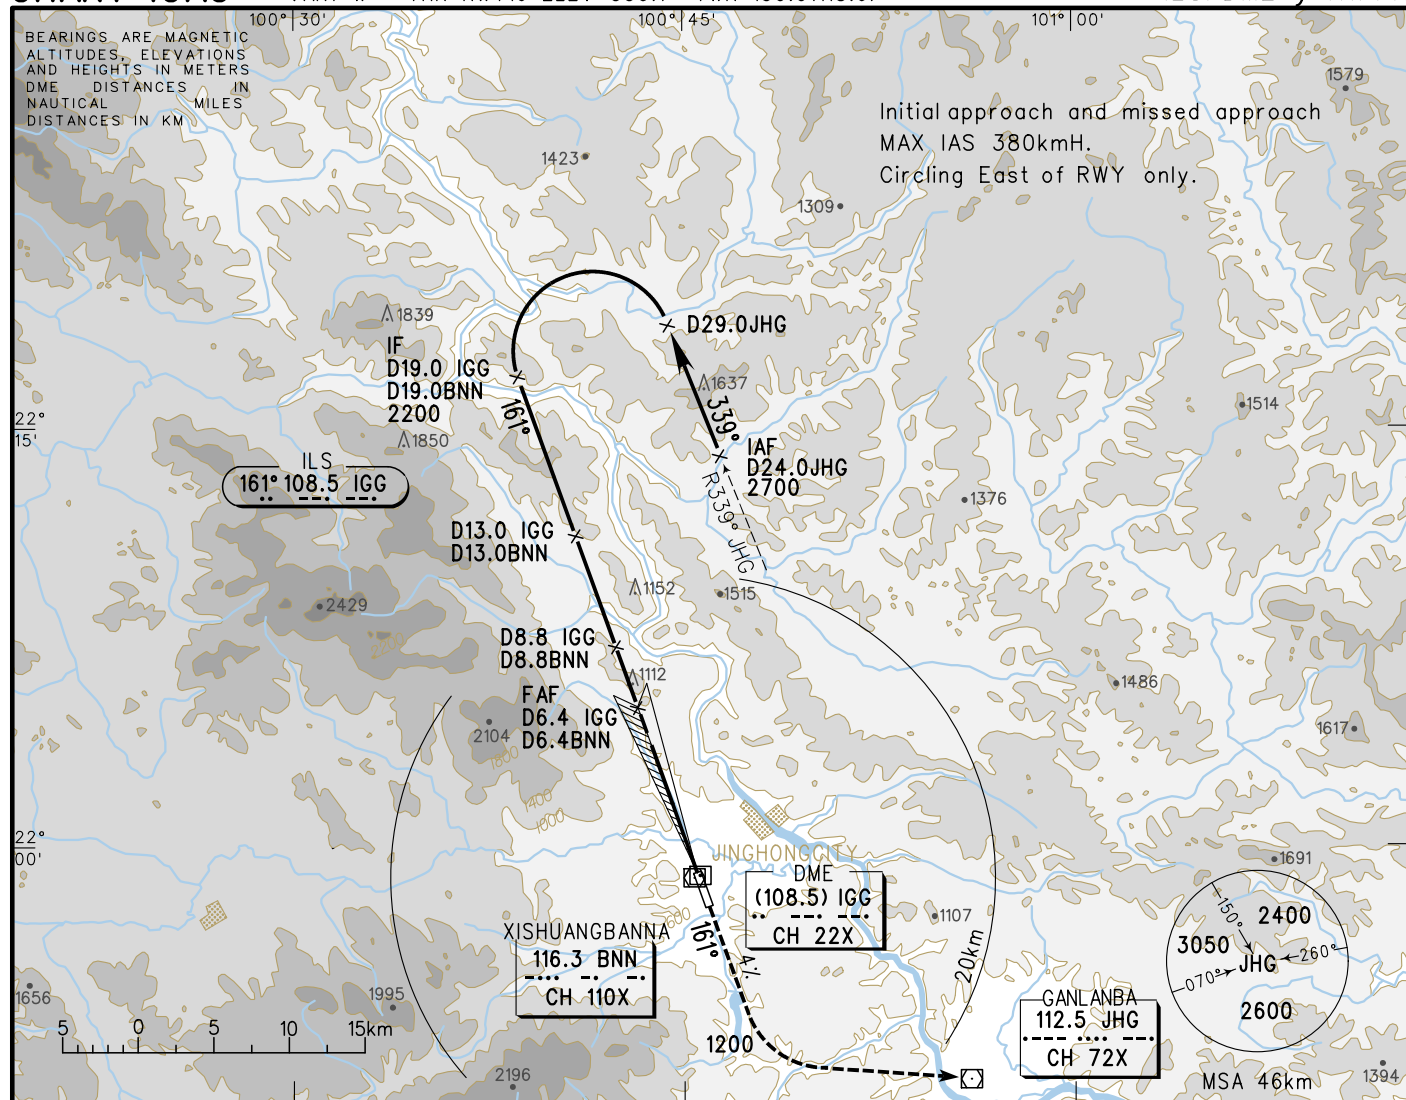 100°30'
100°45'
101°00'
BEARINGS ARE MAGNETIC
ALTITUDES, ELEVATIONS
AND HEIGHTS IN METERS
DME DISTANCES IN
NAUTICAL MILES
DISTANCES IN KM
Initial approach and missed approach
MAX IAS 380kmH.
Circling East of RWY only.
1579
1423
1309
1839
D29.0JHG
IF
D19.0 IGG
D19.0BNN
2200
1637
339°
161°
1514
22°
15'
1850
IAF
D24.0JHG
2700
R339° JHG
ILS
161° 108.5 IGG
1376
D13.0 IGG
D13.0BNN
1152
1515
2429
D8.8 IGG
D8.8BNN
1112
1486
FAF
D6.4 IGG
D6.4BNN
2104
1617
1800
1400
1000
22°
00'
JINGHONGCITY
1691
DME
(108.5) IGG
CH 22X
1107
600
XISHUANGBANNA
116.3 BNN
CH 110X
161°
4%
20km
150°
2400
3050
JHG
260°
070°
2600
MSA 46km
1656
1995
GANLANBA
112.5 JHG
CH 72X
5 0 5 10 15km
1200
2196
1394